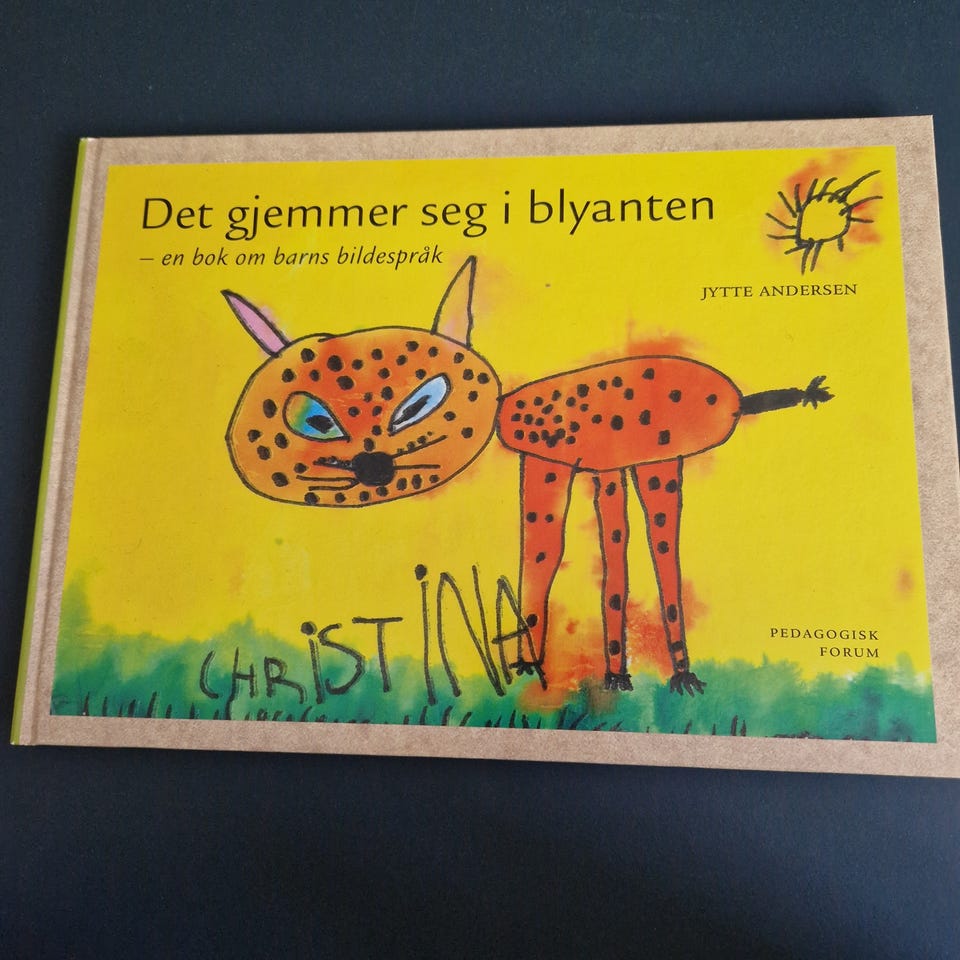 Det gjemmer seg i blyanten
– en bok om barns bildespråk
JYTTE ANDERSEN
CHRiSTiNA
PEDAGOGISK
FORUM